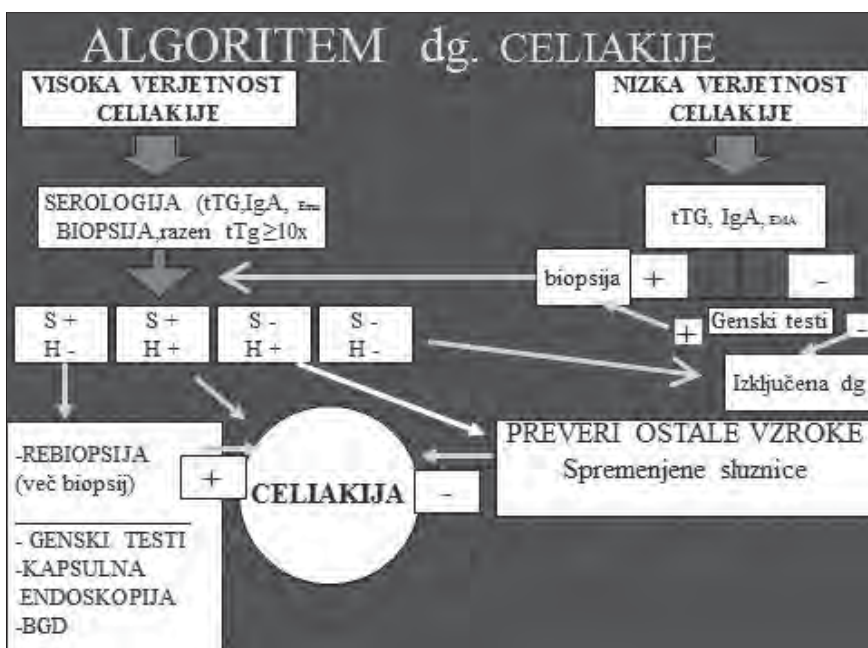 ALGORITEM dg. CELIAKIJE
VISOKA VERJETNOST
CELIAKIJE
NIZKA VERJETNOST
CELIAKIJE
SEROLOGIJA (tTG,IgA,
BIOPSIJA,razen tTg ≥10x
tTG, IgA, EMA
biopsija
+
-
S +
H -
S +
H +
S -
H +
S -
H -
+
Genski testi
-
Izključena dg
-REBIOPSIJA
(več biopsij)
- GENSKI TESTI
-KAPSULNA
ENDOSKOPIJA
-BGD
+
CELIAKIJA
-
PREVERI OSTALE VZROKE
Spremenjene sluznice